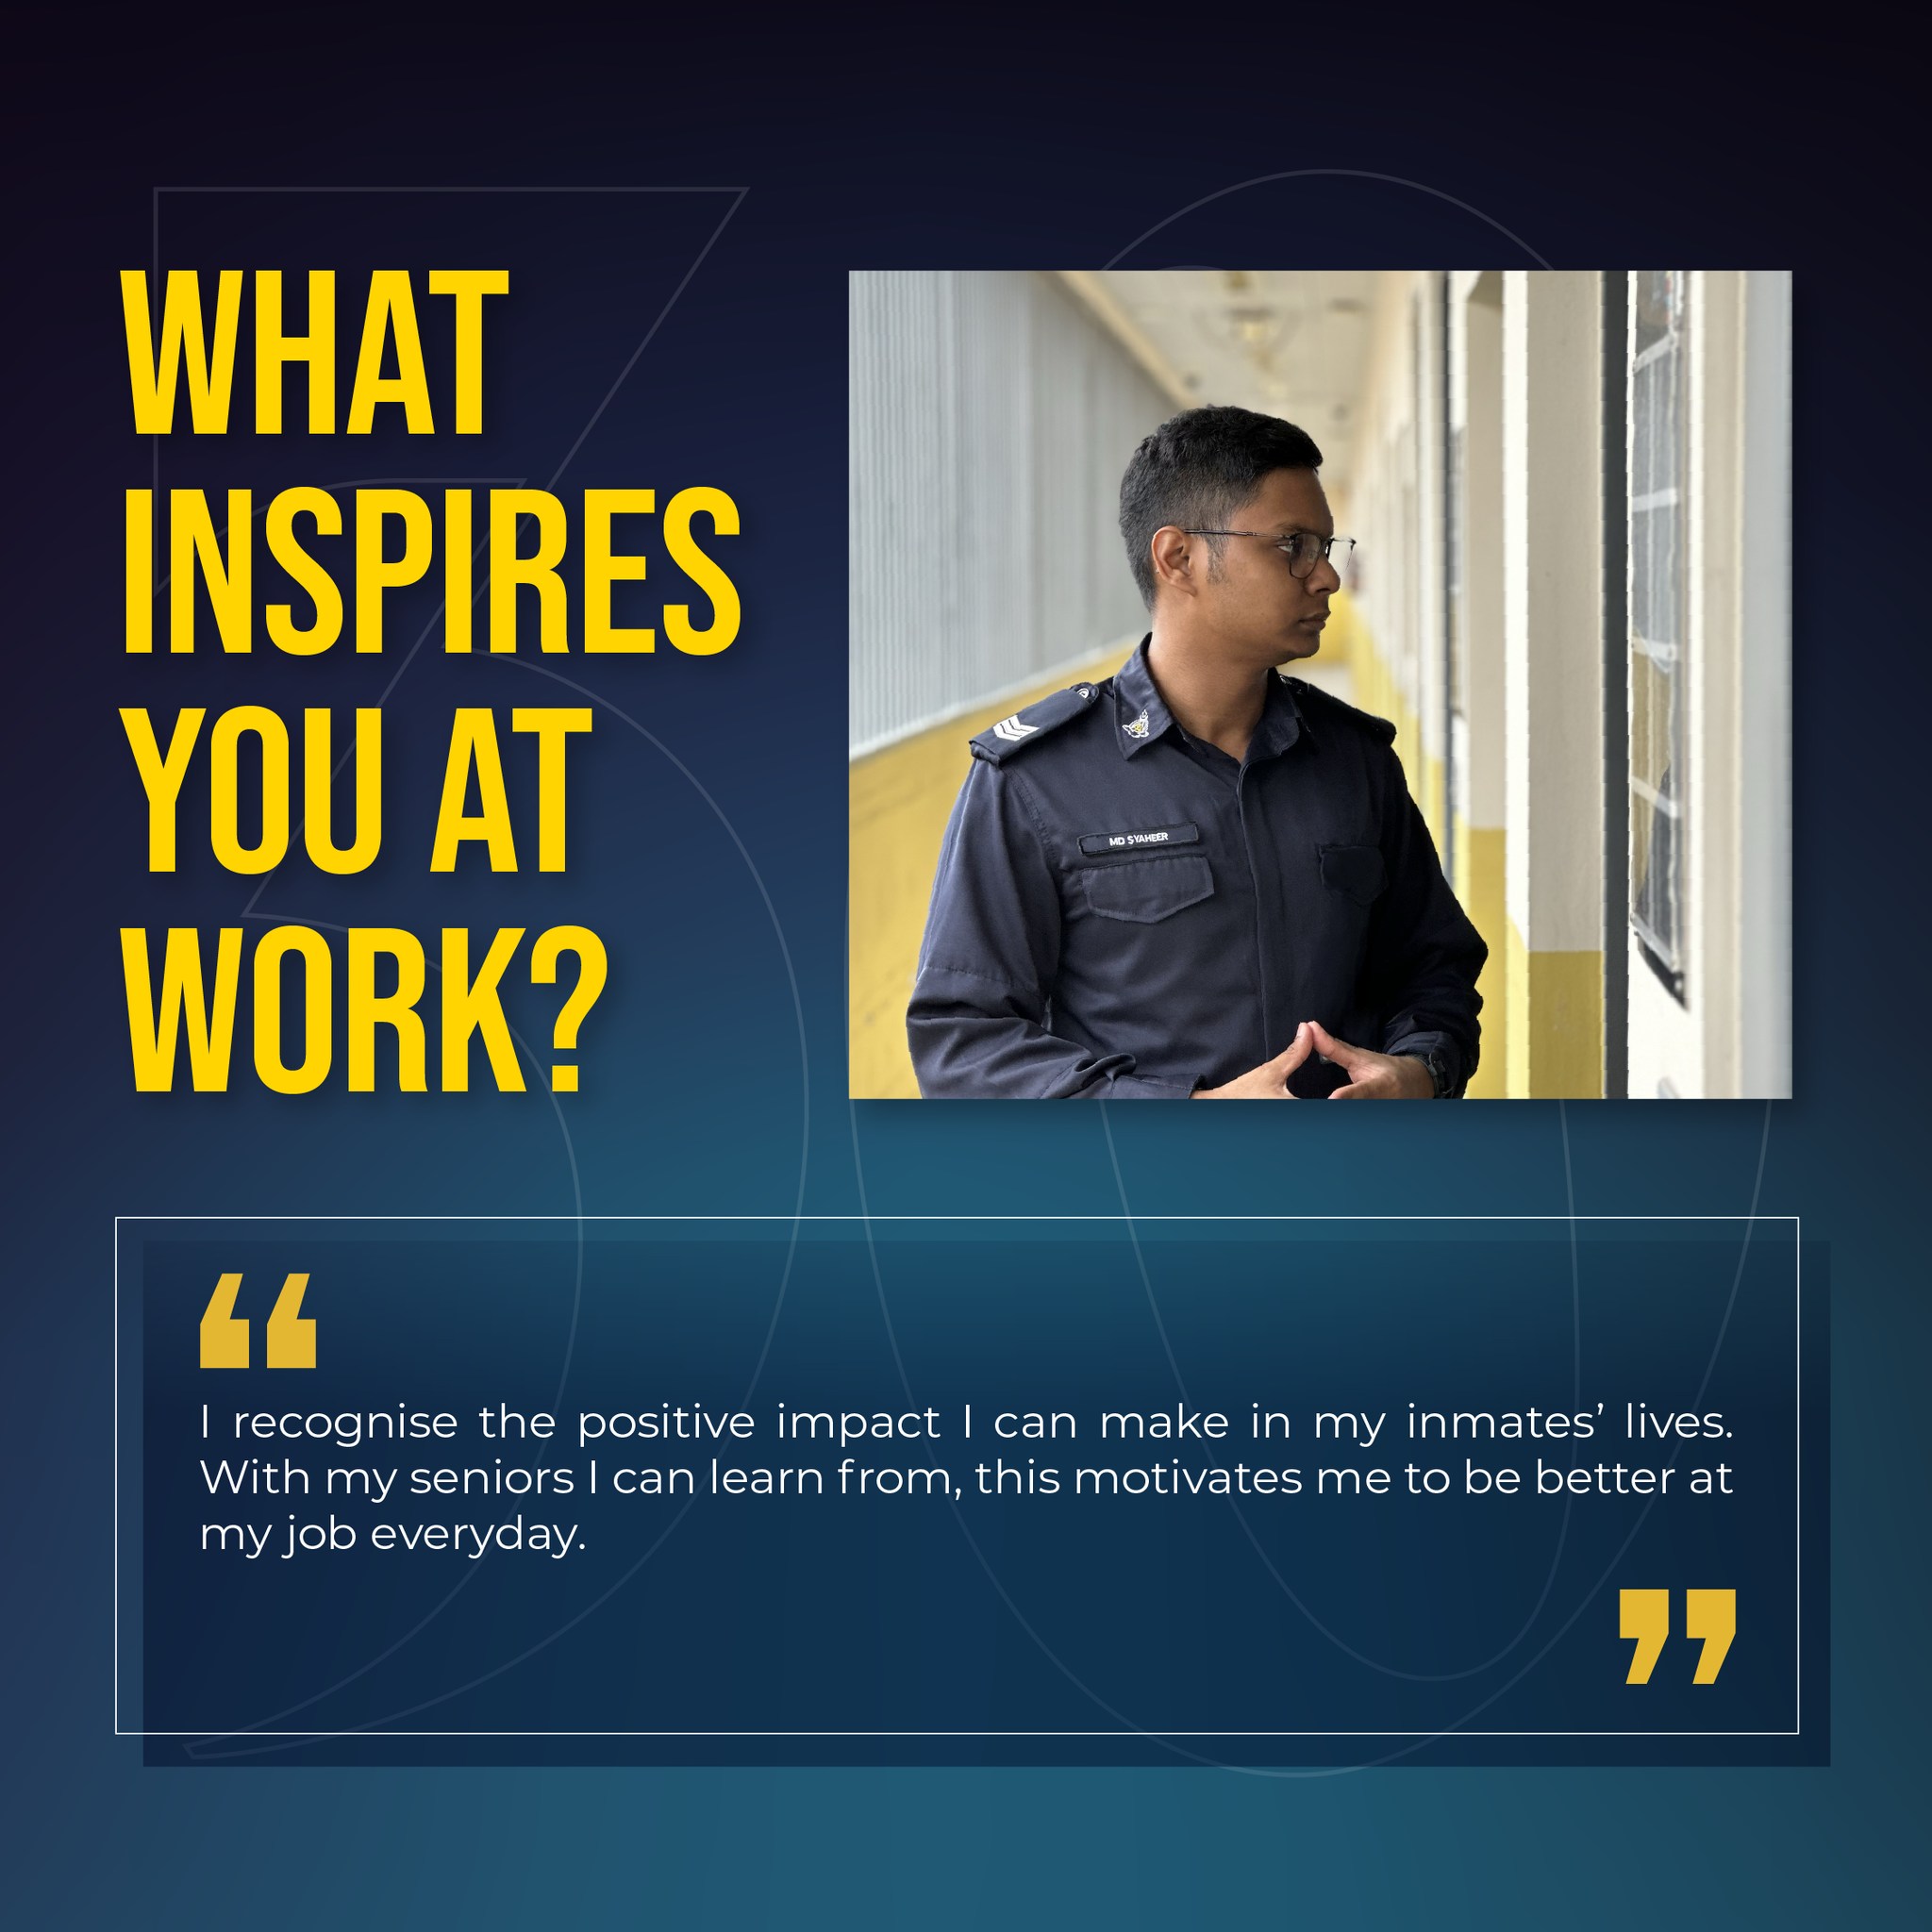 WHAT
INSPIRES
YOU AT
WORK?
MD SYAHEER
“
I recognise the positive impact I can make in my inmates’ lives.
With my seniors I can learn from, this motivates me to be better at
my job everyday.
”